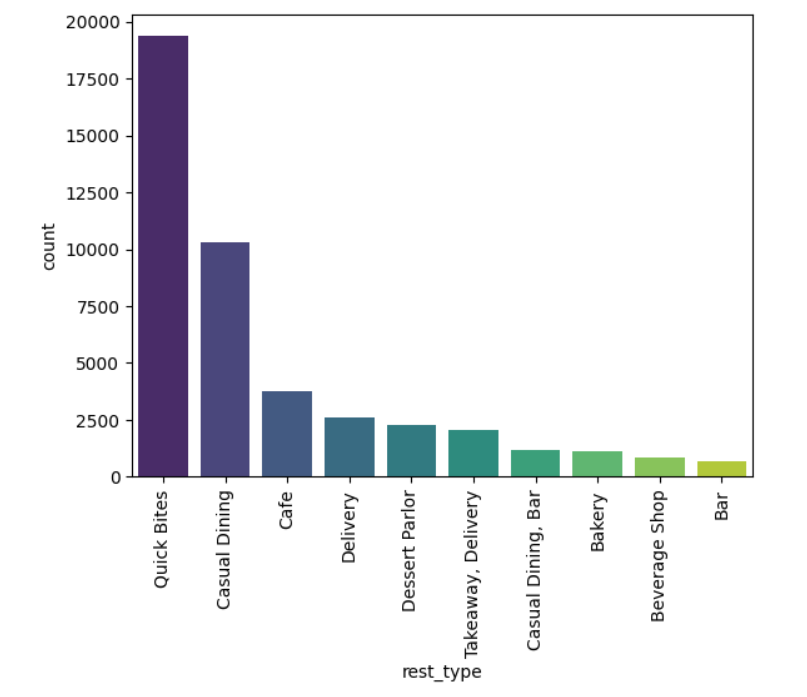 20000
17500
15000
12500
10000
7500
5000
2500
0
count
Quick Bites
Casual Dining
Cafe
Delivery
Dessert Parlor
Takeaway, Delivery
Casual Dining, Bar
Bakery
Beverage Shop
Bar
rest_type